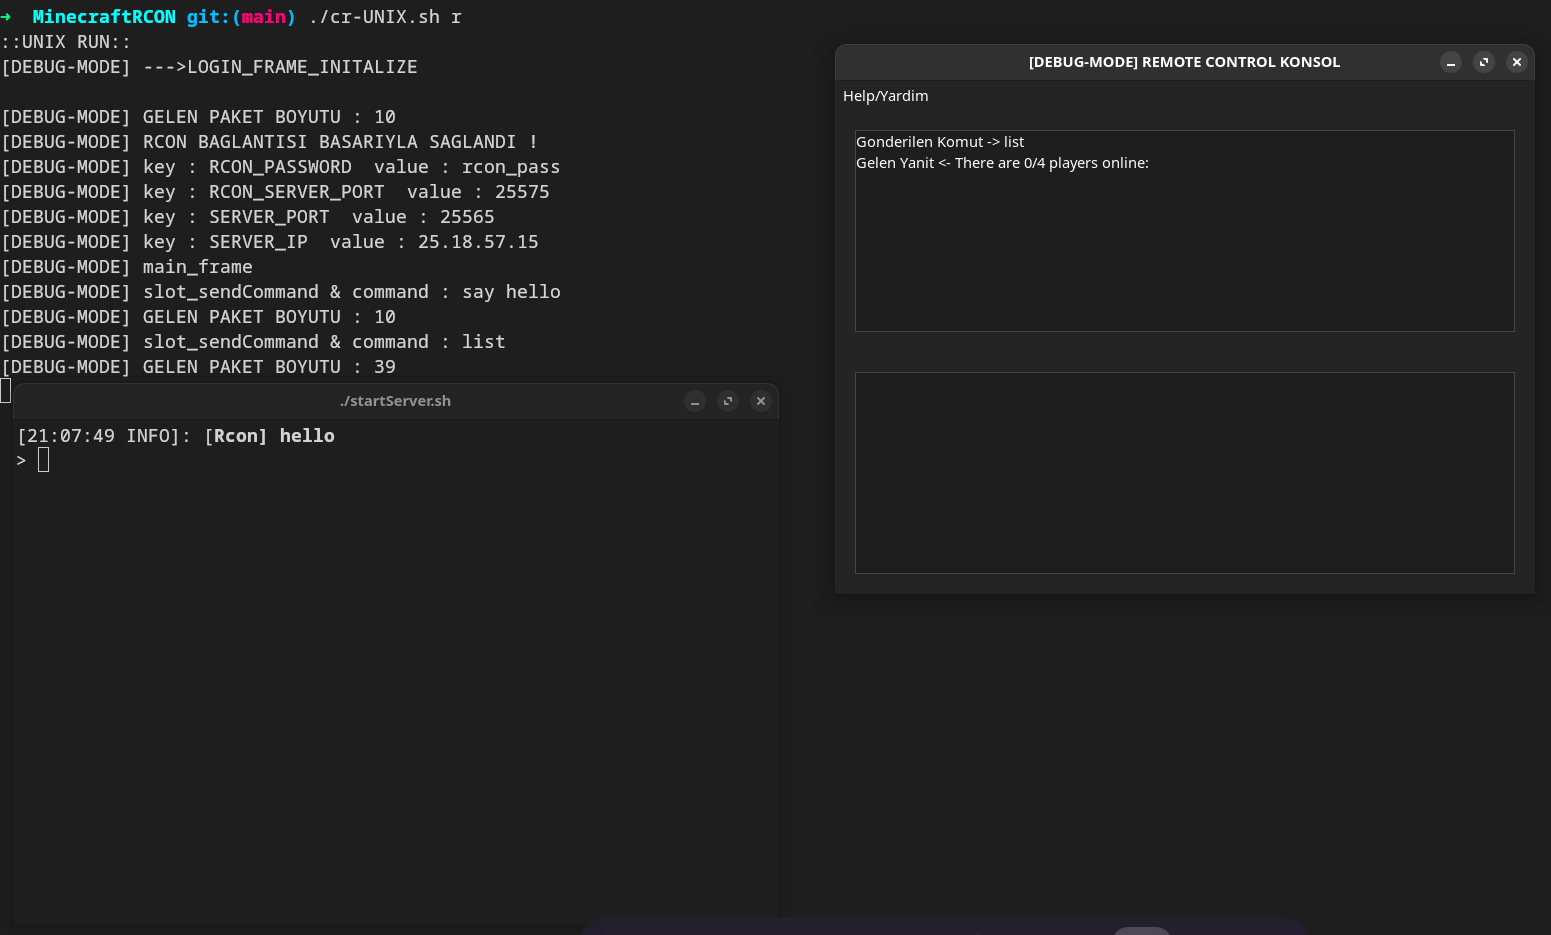 ➜  MinecraftRCON git:(main) ./cr-UNIX.sh r
::UNIX RUN::
[DEBUG-MODE] --->LOGIN_FRAME_INITALIZE
[DEBUG-MODE] GELEN PAKET BOYUTU : 10
[DEBUG-MODE] RCON BAGLANTISI BASARIYLA SAGLANDI !
[DEBUG-MODE] key : RCON_PASSWORD  value : rcon_pass
[DEBUG-MODE] key : RCON_SERVER_PORT  value : 25575
[DEBUG-MODE] key : SERVER_PORT  value : 25565
[DEBUG-MODE] key : SERVER_IP  value : 25.18.57.15
[DEBUG-MODE] main_frame
[DEBUG-MODE] slot_sendCommand & command : say hello
[DEBUG-MODE] GELEN PAKET BOYUTU : 10
[DEBUG-MODE] slot_sendCommand & command : list
[DEBUG-MODE] GELEN PAKET BOYUTU : 39
./startServer.sh
[21:07:49 INFO]: [Rcon] hello
>
[DEBUG-MODE] REMOTE CONTROL KONSOL
Help/Yardim
Gonderilen Komut -> list
Gelen Yanit <- There are 0/4 players online: